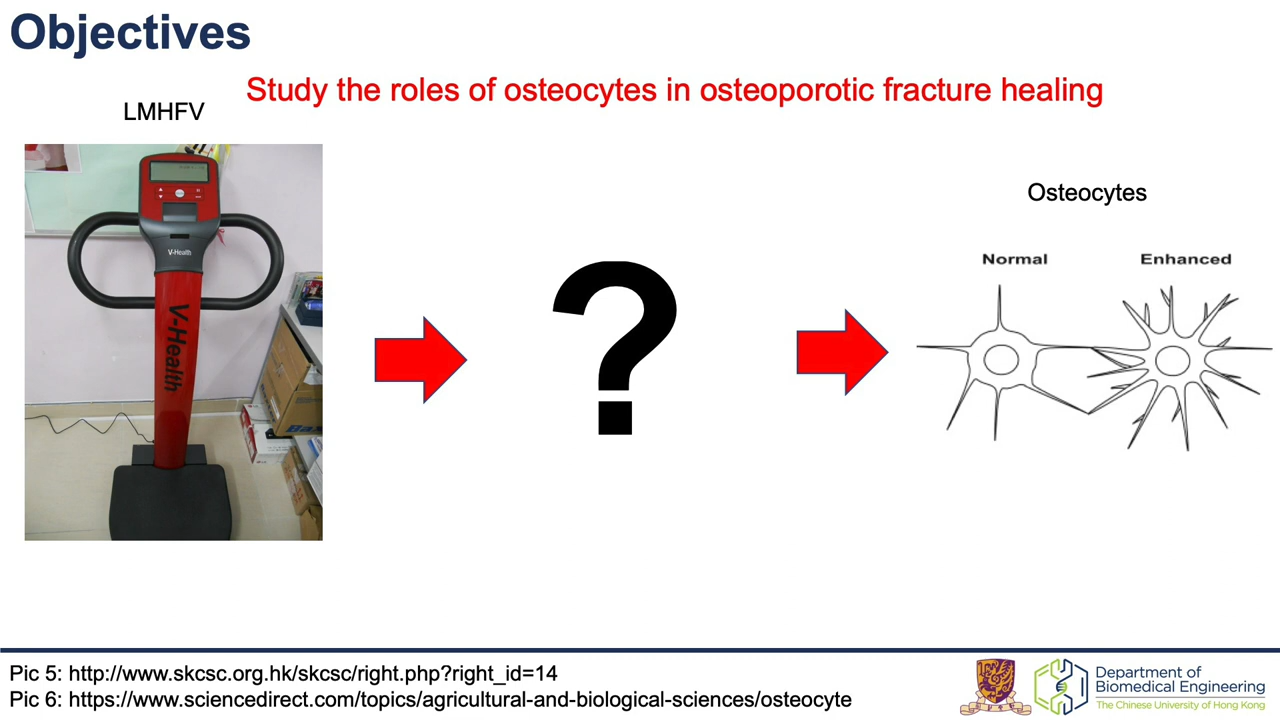 Objectives
Study the roles of osteocytes in osteoporotic fracture healing
LMHFV
V-Health
V-Health
Osteocytes
Normal
Enhanced
Pic 5: http://www.skcsc.org.hk/skcsc/right.php?right_id=14
Pic 6: https://www.sciencedirect.com/topics/agricultural-and-biological-sciences/osteocyte
Department of
Biomedical Engineering
The Chinese University of Hong Kong
?